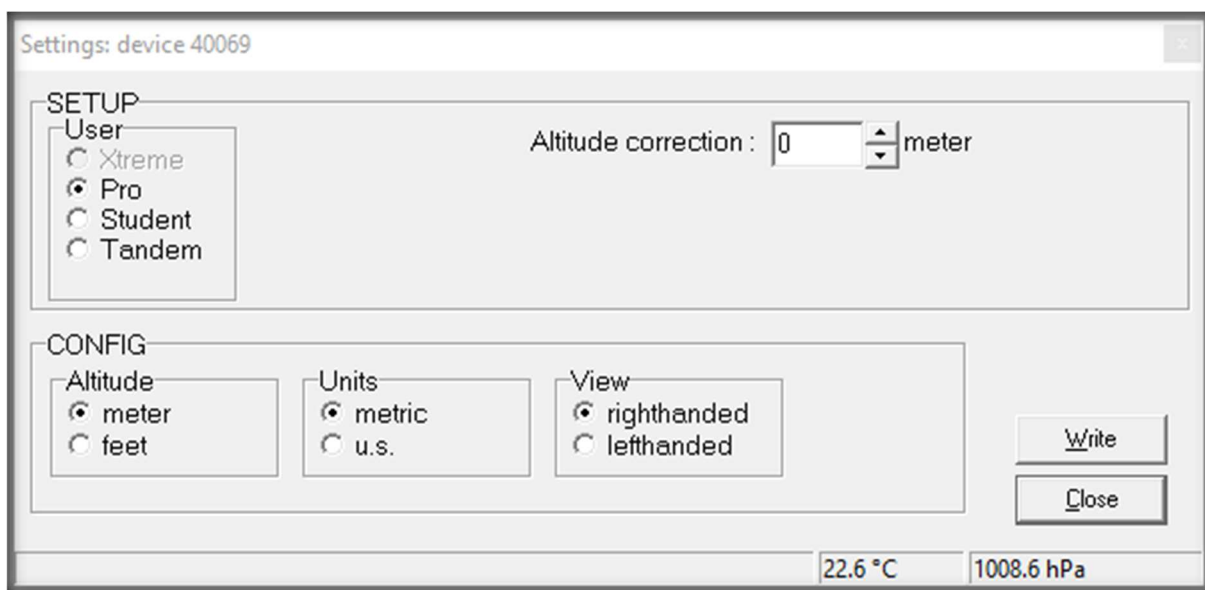 Settings: device 40069
x
SETUP
User
Xtreme
Pro
Student
Tandem
Altitude correction : 0 meter
CONFIG
Altitude
meter
feet
Units
metric
u.s.
View
righthanded
lefthanded
Write
Close
22.6 °C 1008.6 hPa